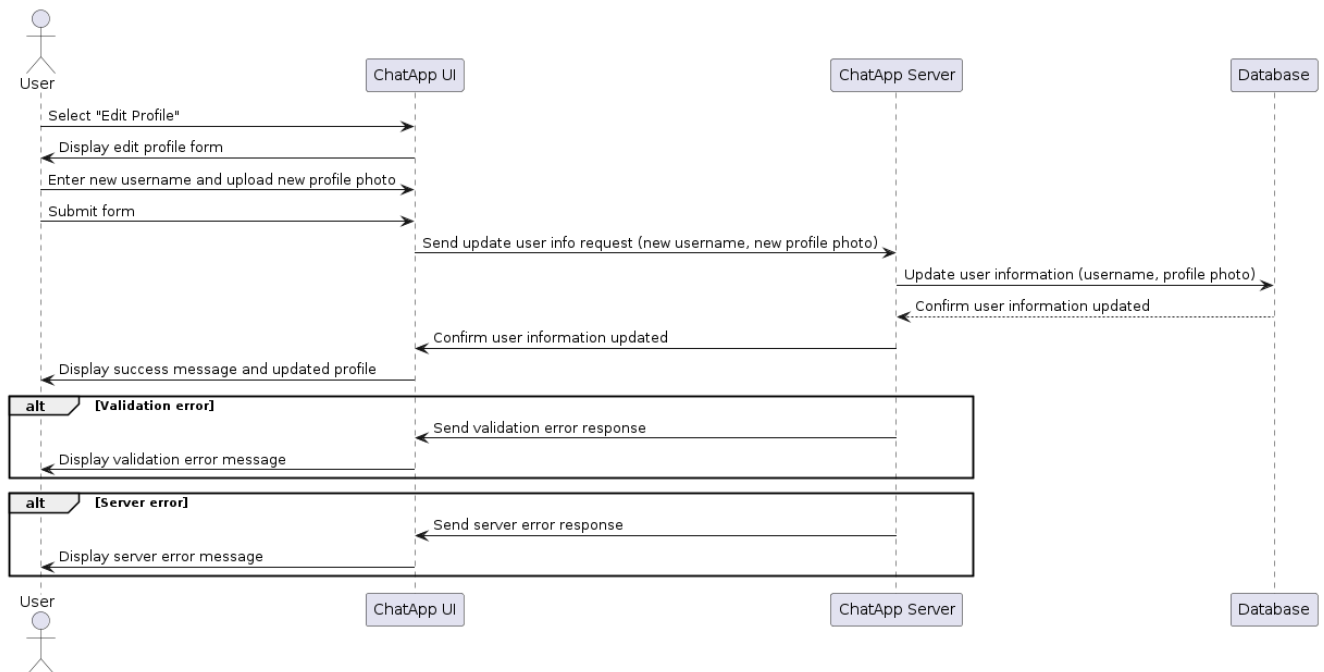 User
ChatApp UI
ChatApp Server
Database
Select "Edit Profile"
Display edit profile form
Enter new username and upload new profile photo
Submit form
Send update user info request (new username, new profile photo)
Update user information (username, profile photo)
Confirm user information updated
Confirm user information updated
Display success message and updated profile
alt [Validation error]
Send validation error response
Display validation error message
alt [Server error]
Send server error response
Display server error message
User
ChatApp UI
ChatApp Server
Database